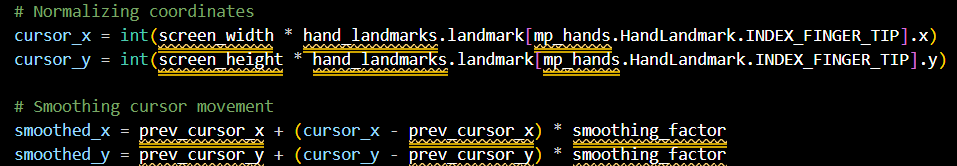 # Normalizing coordinates
cursor_x = int(screen_width * hand_landmarks.landmark[mp_hands.HandLandmark.INDEX_FINGER_TIP].x)
cursor_y = int(screen_height * hand_landmarks.landmark[mp_hands.HandLandmark.INDEX_FINGER_TIP].y)
# Smoothing cursor movement
smoothed_x = prev_cursor_x + (cursor_x - prev_cursor_x) * smoothing_factor
smoothed_y = prev_cursor_y + (cursor_y - prev_cursor_y) * smoothing_factor